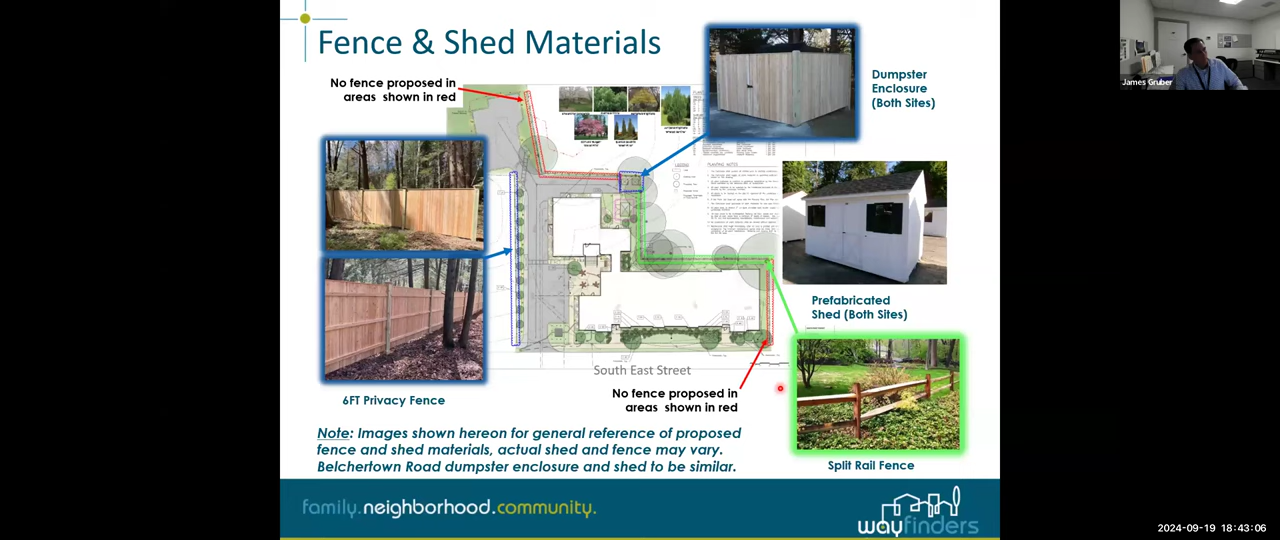 Fence & Shed Materials
No fence proposed in
areas shown in red
Dumpster
Enclosure
(Both Sites)
James Gruber
Prefabricated
Shed (Both Sites)
South East Street
No fence proposed in
areas shown in red
6FT Privacy Fence
Split Rail Fence
Note: Images shown hereon for general reference of proposed
fence and shed materials, actual shed and fence may vary.
Belchertown Road dumpster enclosure and shed to be similar.
family.neighborhood.community.
wayfinders
2024-09-19 18:43:06